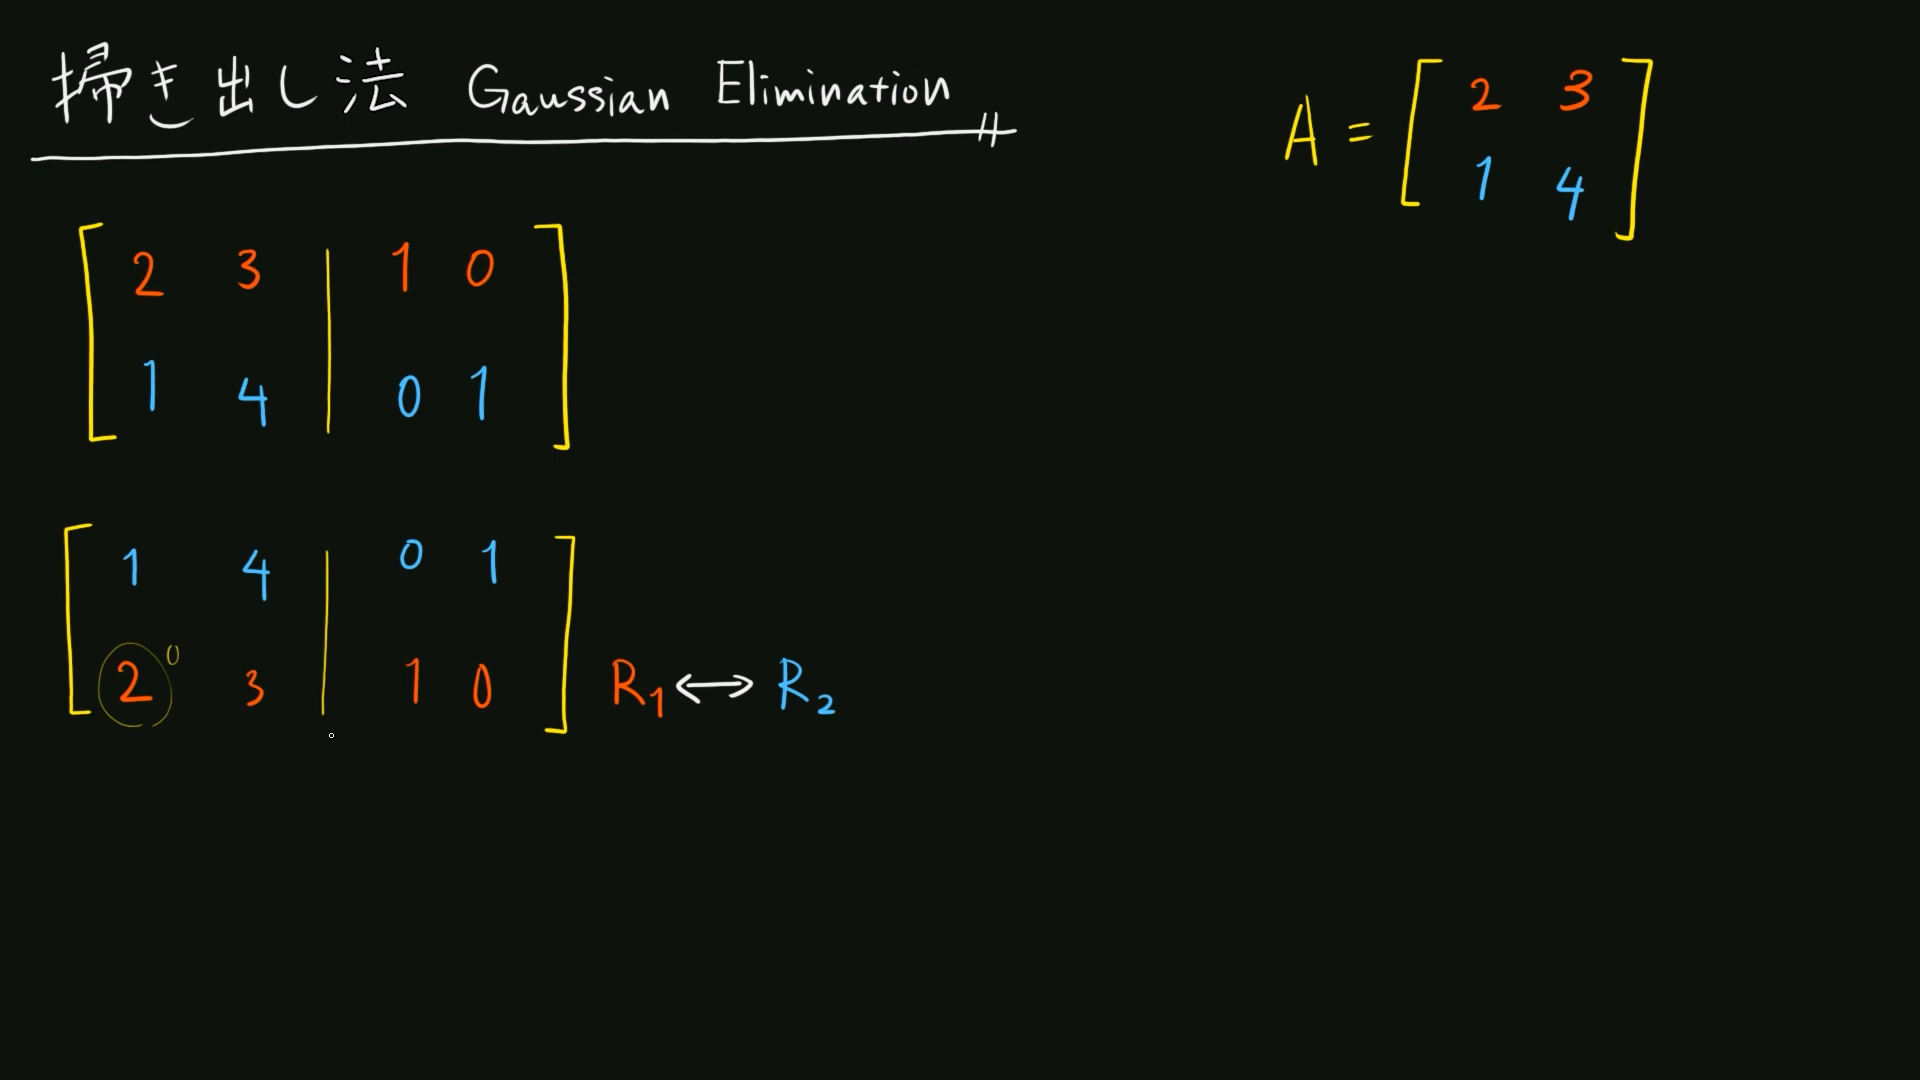 掃き出し法 Gaussian Elimination
A = [ 2 3
1 4 ]
[ 2 3 | 1 0
1 4 | 0 1 ]
[ 1 4 | 0 1
2 0 3 | 1 0 ] R1 ↔ R2